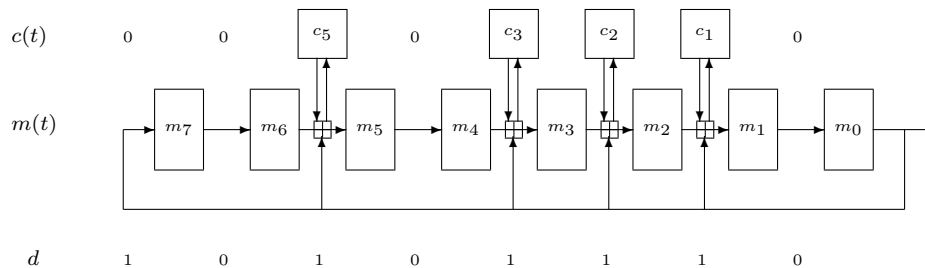 c(t) 0 0 c₅ 0 c₃ c₂ c₁ 0
m(t) m₇ m₆ m₅ m₄ m₃ m₂ m₁ m₀
d 1 0 1 0 1 1 1 0